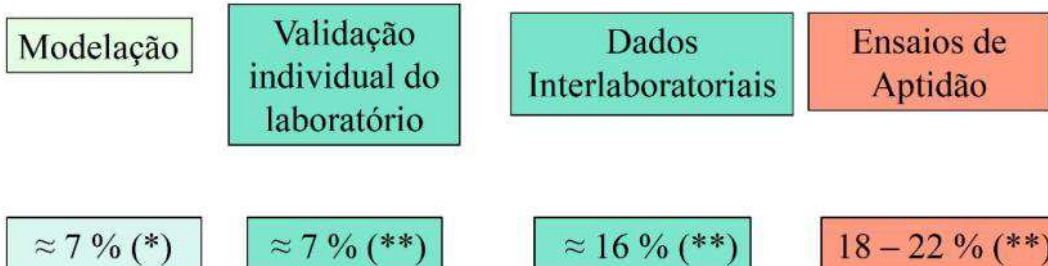 Modelação
Validação
individual do
laboratório
Dados
Interlaboratoriais
Ensaios de
Aptidão
≈ 7 % (*)
≈ 7 % (**)
≈ 16 % (**)
18 – 22 % (**)